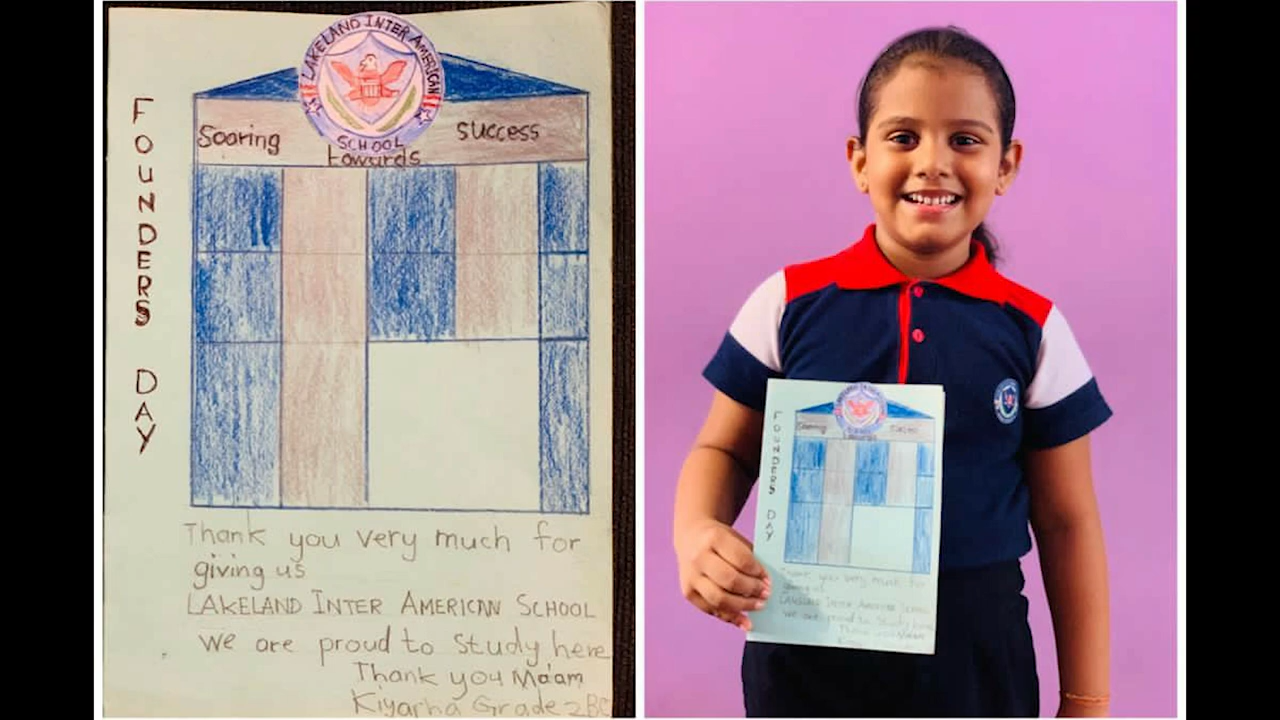 LAKELAND INTER AMERICAN
SCHOOL
FOUNDERS DAY
Soaring
towards
success
Thank you very much for
giving us
LAKELAND INTER AMERICAN SCHOOL
we are proud to study here
Thank you Ma'am
Kiyarha Grade 2B